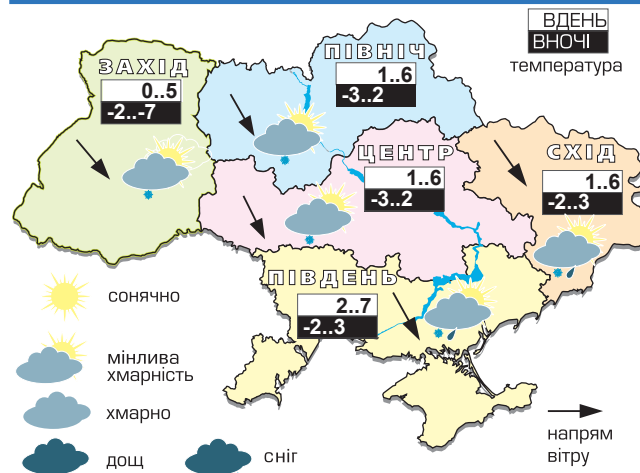 ВДЕНЬ
ВНОЧІ
температура
ЗАХІД
0..5
-2..-7
ПІВНІЧ
1..6
-3..2
ЦЕНТР
1..6
-3..2
СХІД
1..6
-2..3
ПІВДЕНЬ
2..7
-2..3
сонячно
мінлива
хмарність
хмарно
дощ
сніг
напрям
вітру